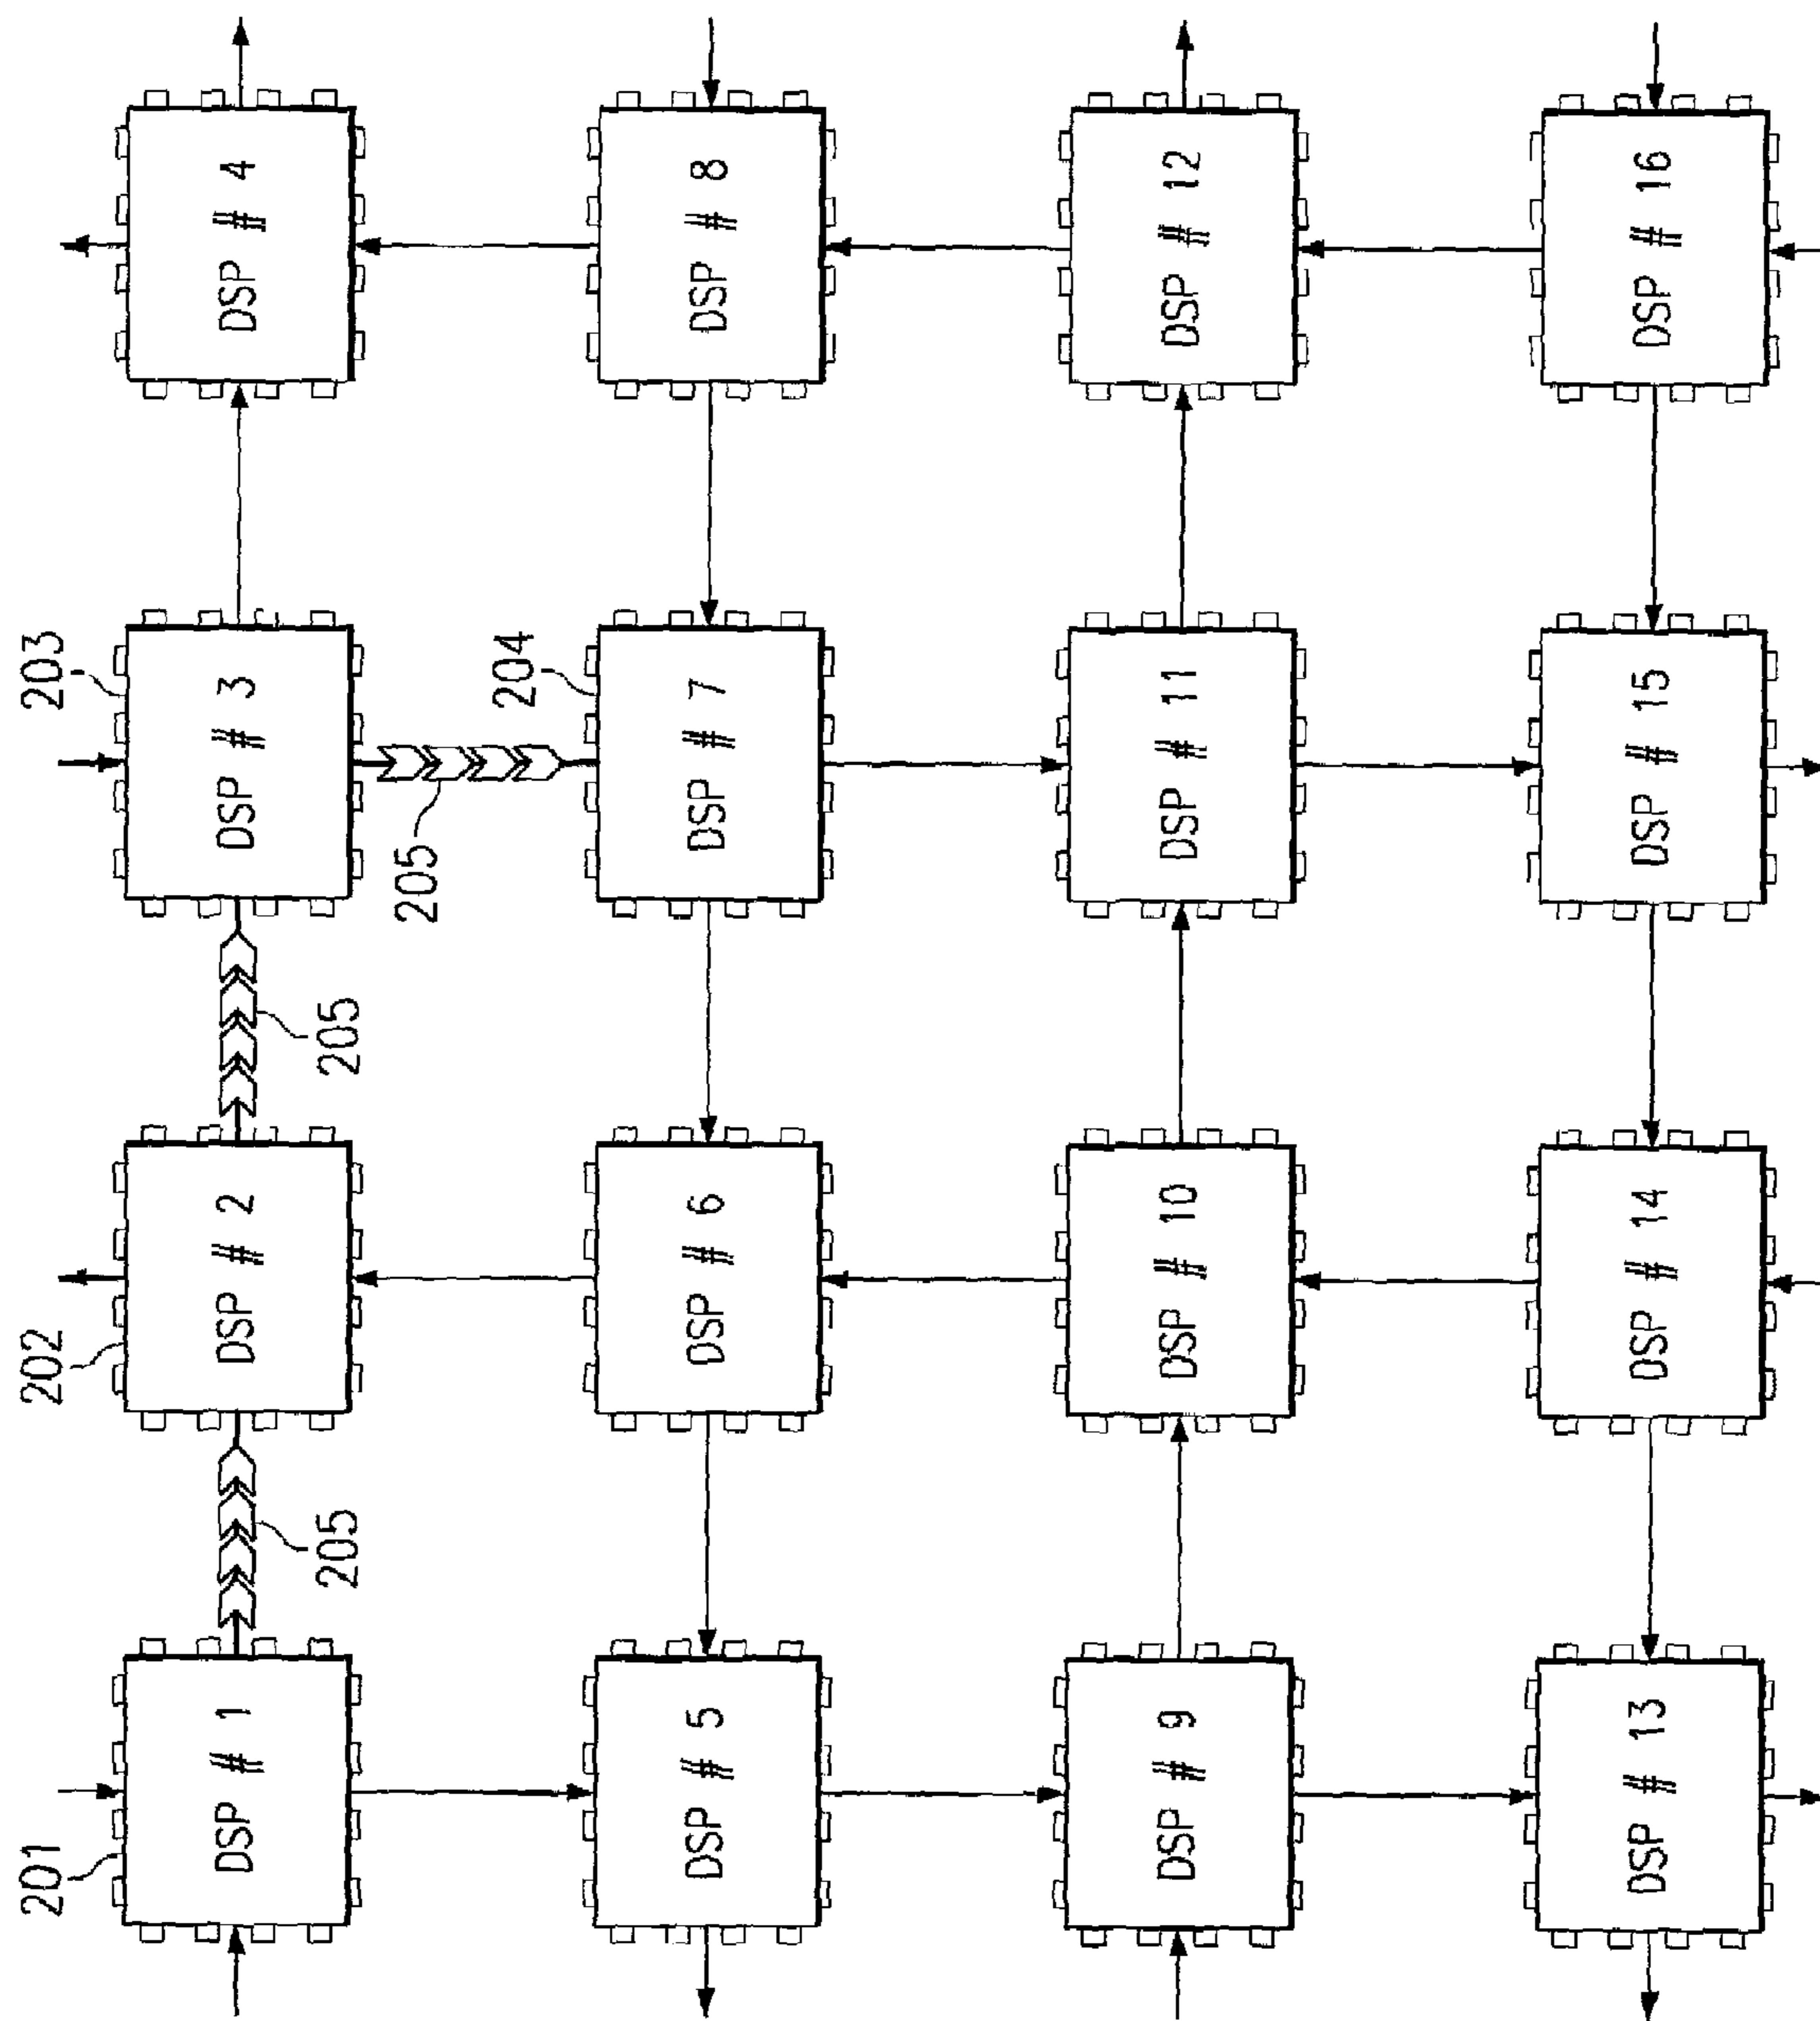 201
202
203
DSP # 1
DSP # 2
DSP # 3
DSP # 4
205
205
205
204
DSP # 5
DSP # 6
DSP # 7
DSP # 8
DSP # 9
DSP # 10
DSP # 11
DSP # 12
DSP # 13
DSP # 14
DSP # 15
DSP # 16